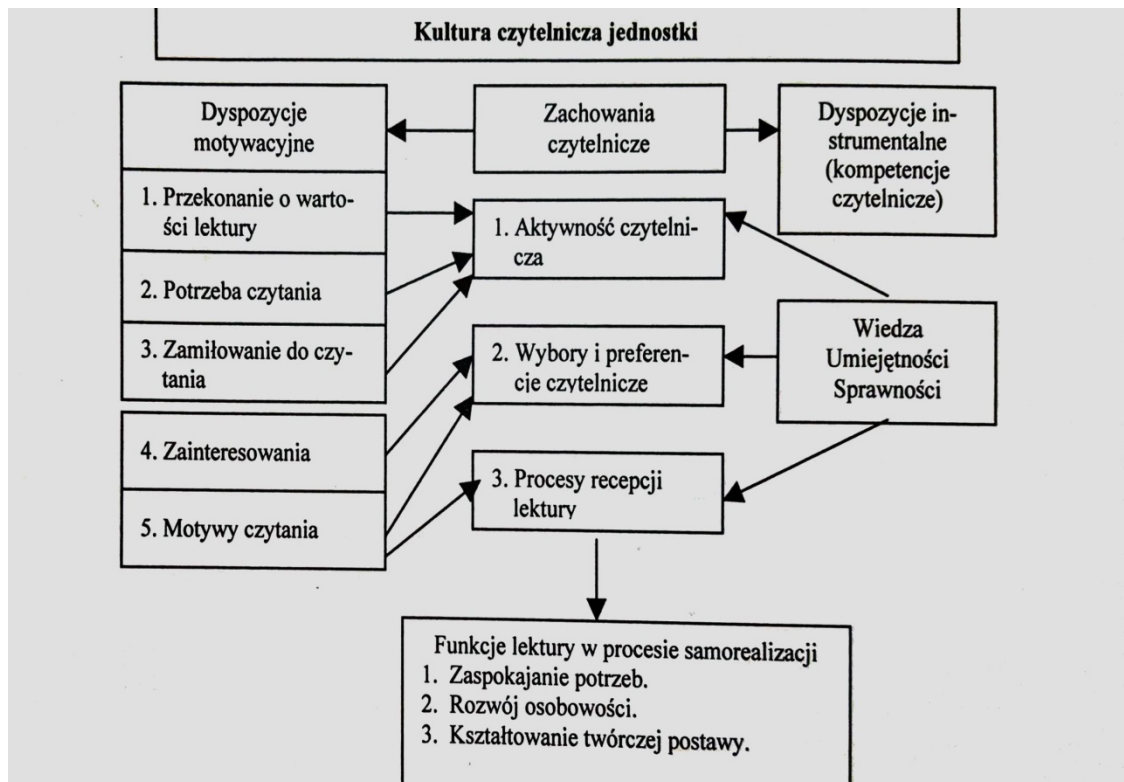 Kultura czytelnicza jednostki
Dyspozycje
motywacyjne
1. Przekonanie o warto-
ści lektury
2. Potrzeba czytania
3. Zamiłowanie do czy-
tania
4. Zainteresowania
5. Motywy czytania
Zachowania
czytelnicze
1. Aktywność czytelni-
cza
2. Wybory i preferen-
cje czytelnicze
3. Procesy recepcji
lektury
Dyspozycje in-
strumentalne
(kompetencje
czytelnicze)
Wiedza
Umiejętności
Sprawności
Funkcje lektury w procesie samorealizacji
1. Zaspokajanie potrzeb.
2. Rozwój osobowości.
3. Kształtowanie twórczej postawy.